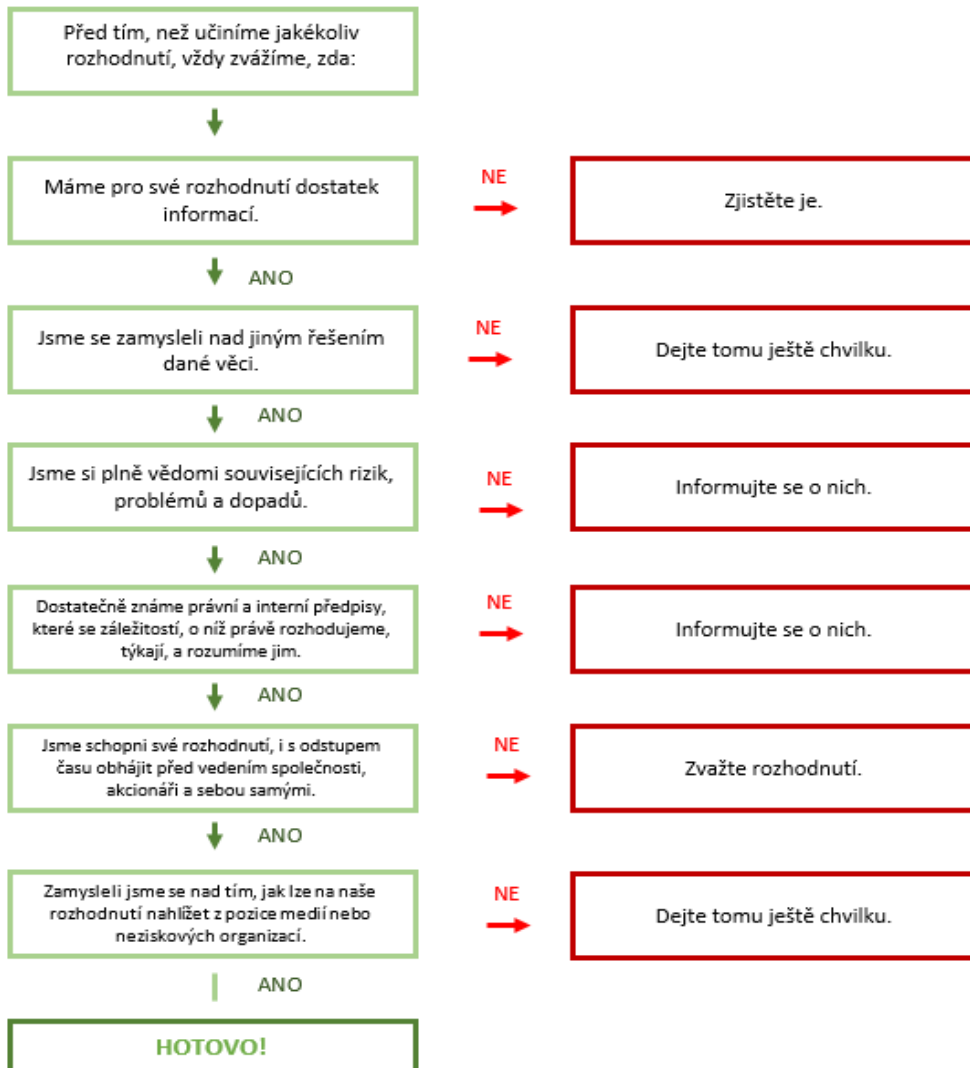 Před tím, než učiníme jakékoliv
rozhodnutí, vždy zvážíme, zda:
Máme pro své rozhodnutí dostatek
informací.
NE
Zjistěte je.
ANO
Jsme se zamysleli nad jiným řešením
dané věci.
NE
Dejte tomu ještě chvilku.
ANO
Jsme si plně vědomi souvisejících rizik,
problémů a dopadů.
NE
Informujte se o nich.
ANO
Dostatečně známe právní a interní předpisy,
které se záležitostí, o níž právě rozhodujeme,
týkají, a rozumíme jim.
NE
Informujte se o nich.
ANO
Jsme schopni své rozhodnutí, i s odstupem
času obhájit před vedením společnosti,
akcionáři a sebou samými.
NE
Zvažte rozhodnutí.
ANO
Zamysleli jsme se nad tím, jak lze na naše
rozhodnutí nahlížet z pozice medií nebo
neziskových organizací.
NE
Dejte tomu ještě chvilku.
ANO
HOTOVO!